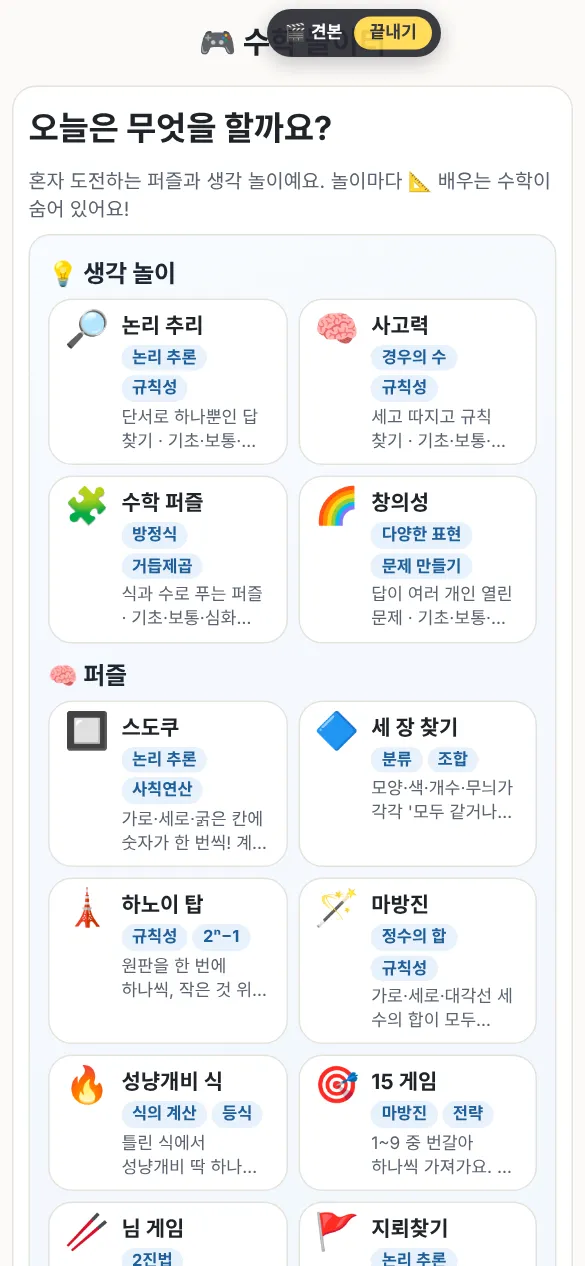 수학 놀이터
견본 끝내기
오늘은 무엇을 할까요?
혼자 도전하는 퍼즐과 생각 놀이예요. 놀이마다 📐 배우는 수학이
숨어 있어요!
생각 놀이
논리 추리
논리 추론
규칙성
단서로 하나뿐인 답
찾기 · 기초·보통·...
사고력
경우의 수
규칙성
세고 따지고 규칙
찾기 · 기초·보통·...
수학 퍼즐
방정식
거듭제곱
식과 수로 푸는 퍼즐
· 기초·보통·심화...
창의성
다양한 표현
문제 만들기
답이 여러 개인 열린
문제 · 기초·보통·...
퍼즐
스도쿠
논리 추론
사칙연산
가로·세로·굵은 칸에
숫자가 한 번씩! 계...
세 장 찾기
분류 조합
모양·색·개수·무늬가
각각 '모두 같거나...
하노이 탑
규칙성 2ⁿ−1
원판을 한 번에
하나씩, 작은 것 위...
마방진
정수의 합
규칙성
가로·세로·대각선 세
수의 합이 모두...
성냥개비 식
식의 계산 등식
틀린 식에서
성냥개비 딱 하나...
15 게임
마방진 전략
1~9 중 번갈아
하나씩 가져가요. ...
님 게임
2진법
지뢰찾기
논리 추론